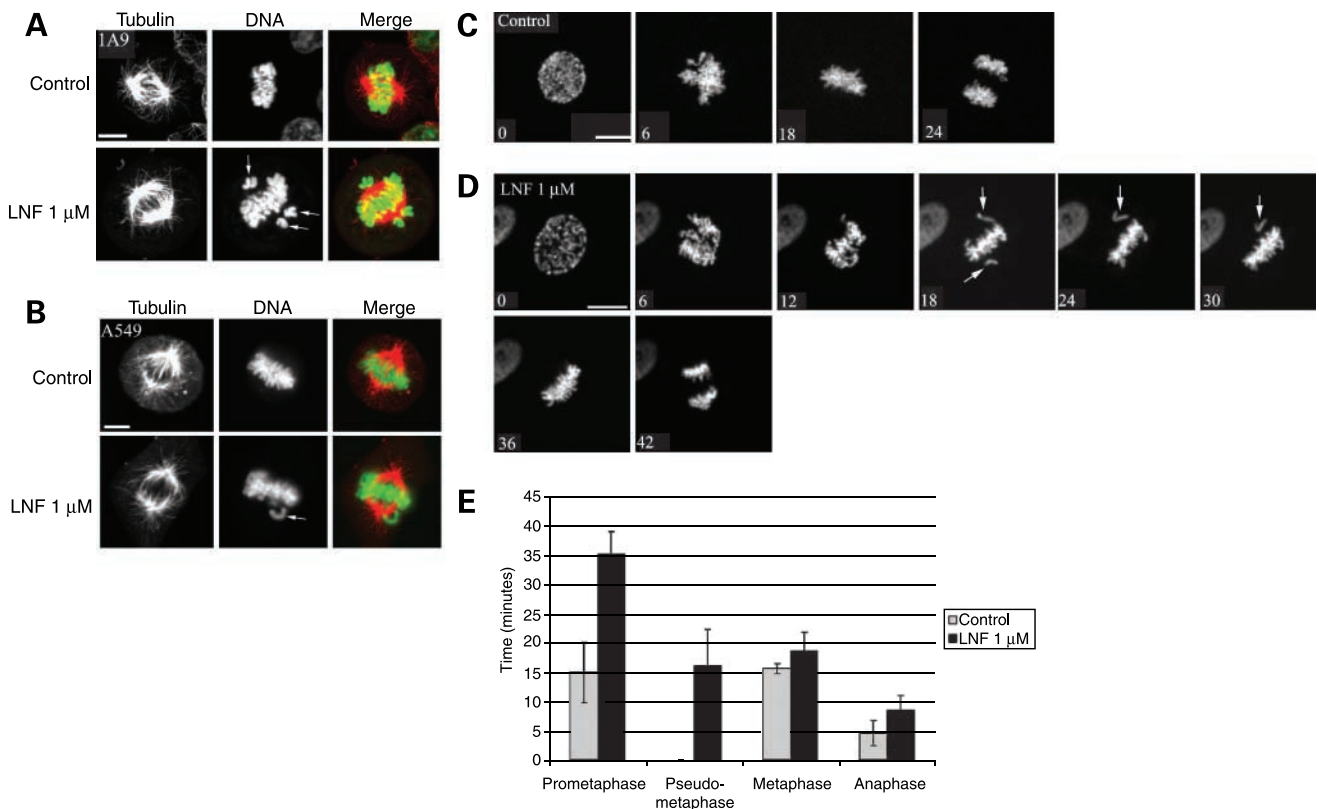 A
Tubulin DNA Merge
1A9
Control
LNF 1 μM
B
Tubulin DNA Merge
A549
Control
LNF 1 μM
C
Control
0 6 18 24
D
LNF 1 μM
0 6 12 18 24 30
36 42
E
45
40
35
30
25
20
15
10
5
0
Time (minutes)
Prometaphase Pseudo-metaphase Metaphase Anaphase
Control
LNF 1 μM